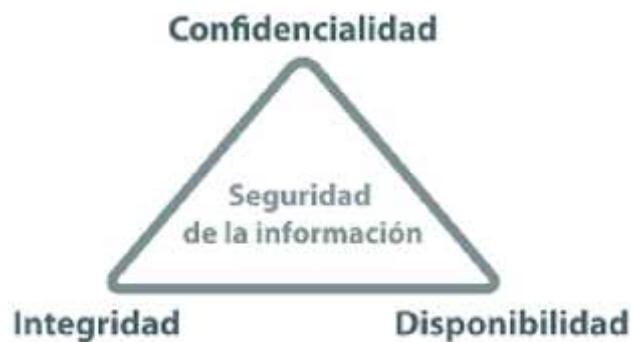 Confidencialidad
Seguridad
de la información
Integridad
Disponibilidad